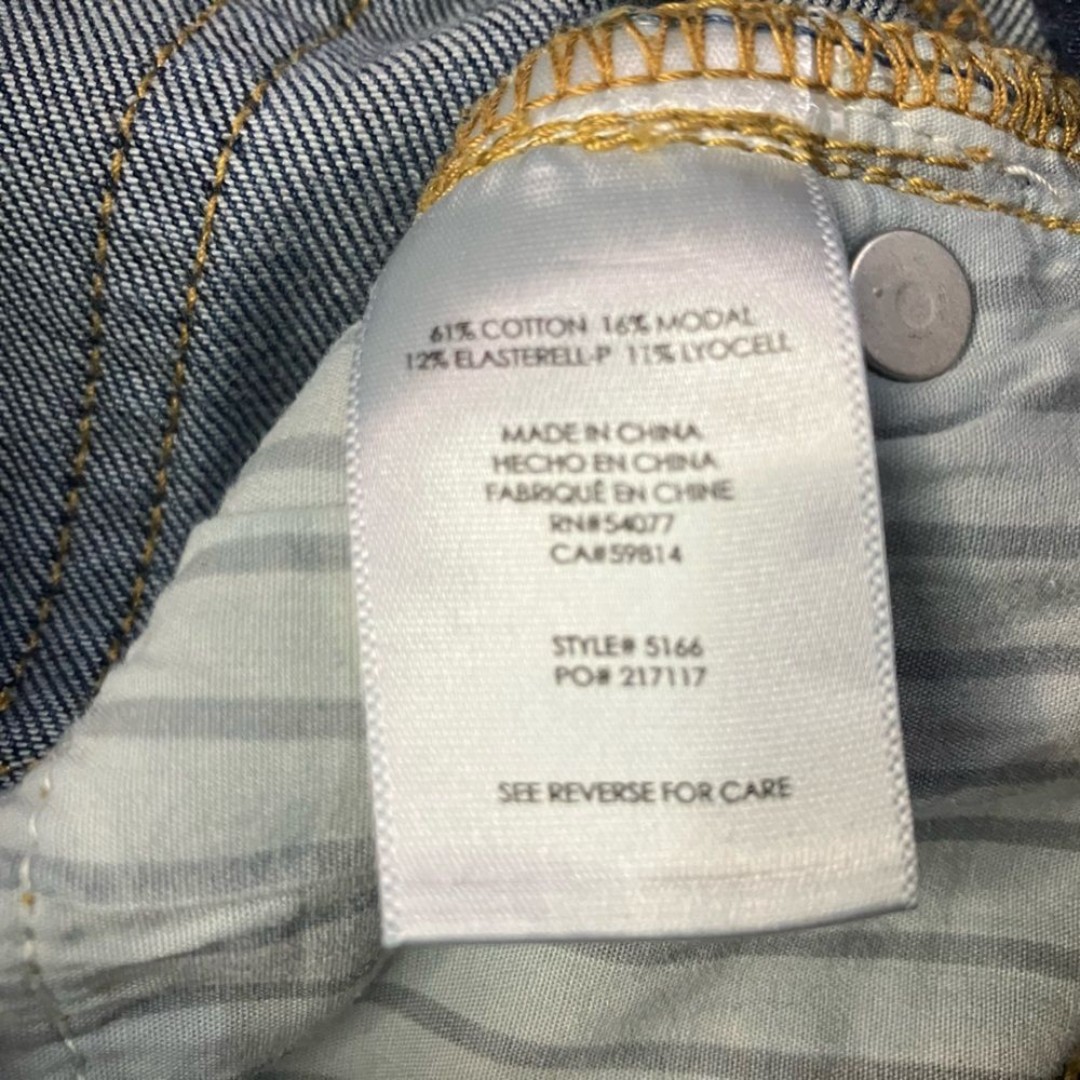 61% COTTON 16% MODAL
12% ELASTERELL-P 11% LYOCELL
MADE IN CHINA
HECHO EN CHINA
FABRIQUÉ EN CHINE
RN#54077
CA#59814
STYLE# 5166
PO# 217117
SEE REVERSE FOR CARE